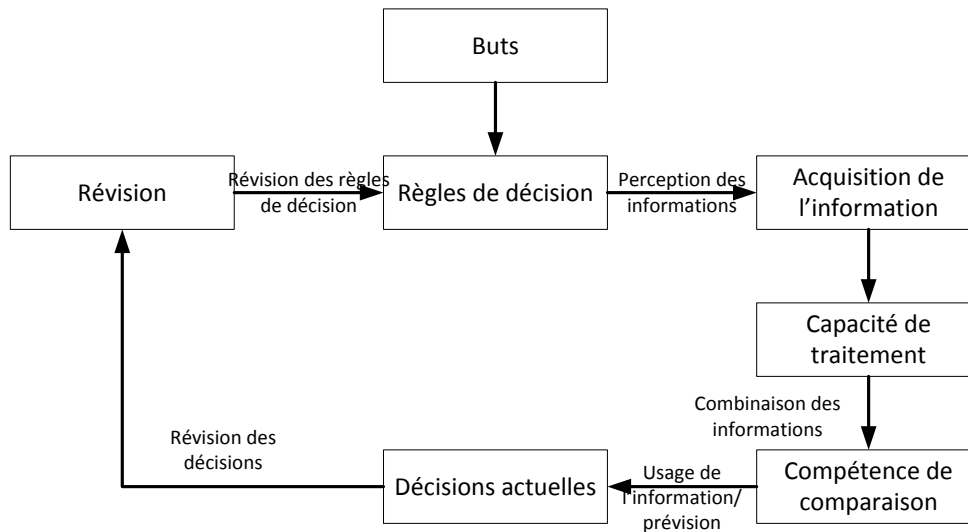 Buts
Révision
Révision des règles
de décision
Règles de décision
Perception des
informations
Acquisition de
l'information
Capacité de
traitement
Combinaison des
informations
Compétence de
comparaison
Usage de
l'information/
prévision
Décisions actuelles
Révision des
décisions